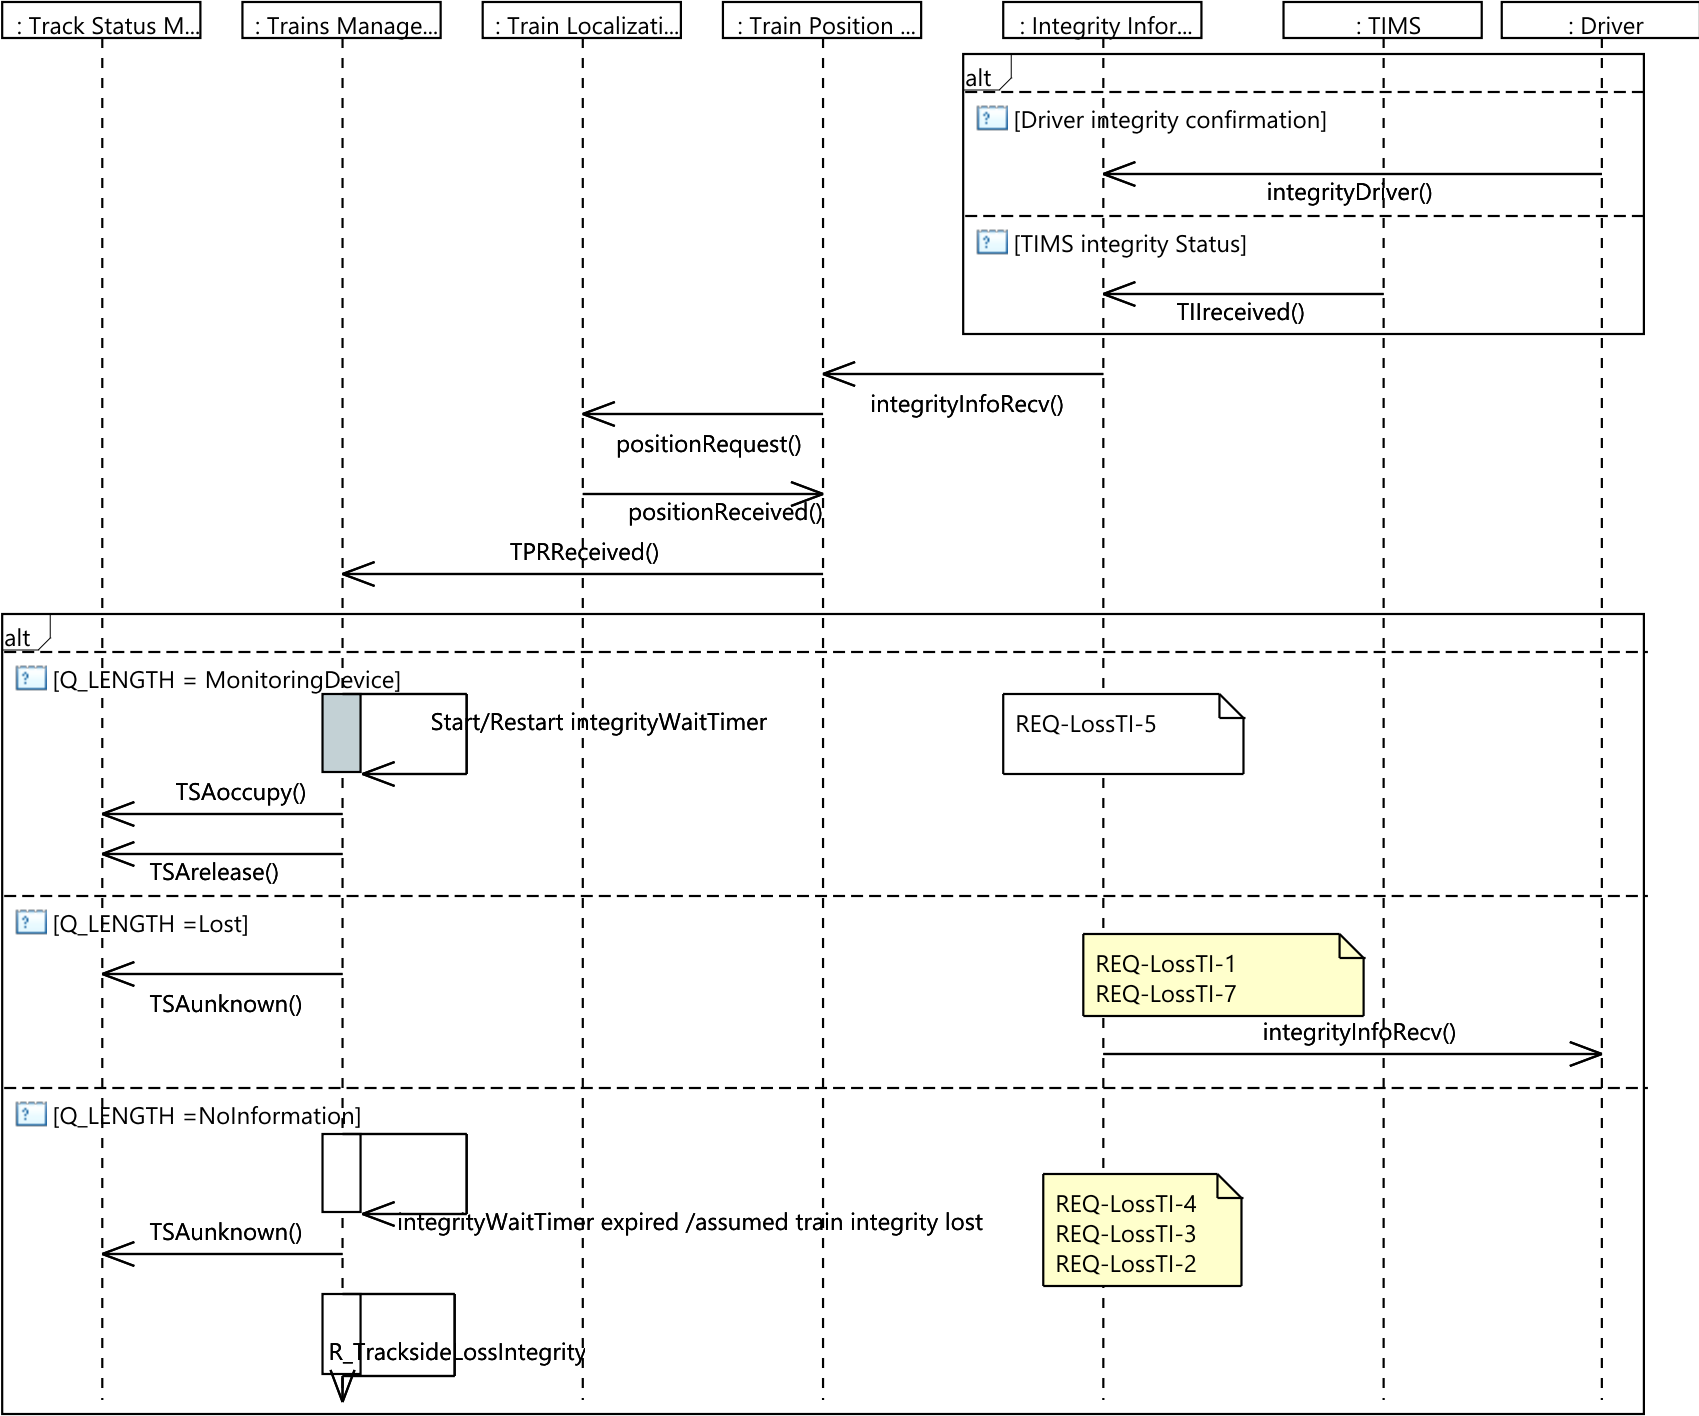 : Track Status M...
: Trains Manage...
: Train Localizati...
: Train Position ...
: Integrity Infor...
: TIMS
: Driver
alt
[Driver integrity confirmation]
integrityDriver()
[TIMS integrity Status]
TIIreceived()
integrityInfoRecv()
positionRequest()
positionReceived()
TPRReceived()
alt
[Q_LENGTH = MonitoringDevice]
Start/Restart integrityWaitTimer
REQ-LossTI-5
TSAoccupy()
TSArelease()
[Q_LENGTH =Lost]
REQ-LossTI-1
REQ-LossTI-7
TSAunknown()
integrityInfoRecv()
[Q_LENGTH =NoInformation]
integrityWaitTimer expired /assumed train integrity lost
TSAunknown()
REQ-LossTI-4
REQ-LossTI-3
REQ-LossTI-2
R_TracksideLossIntegrity